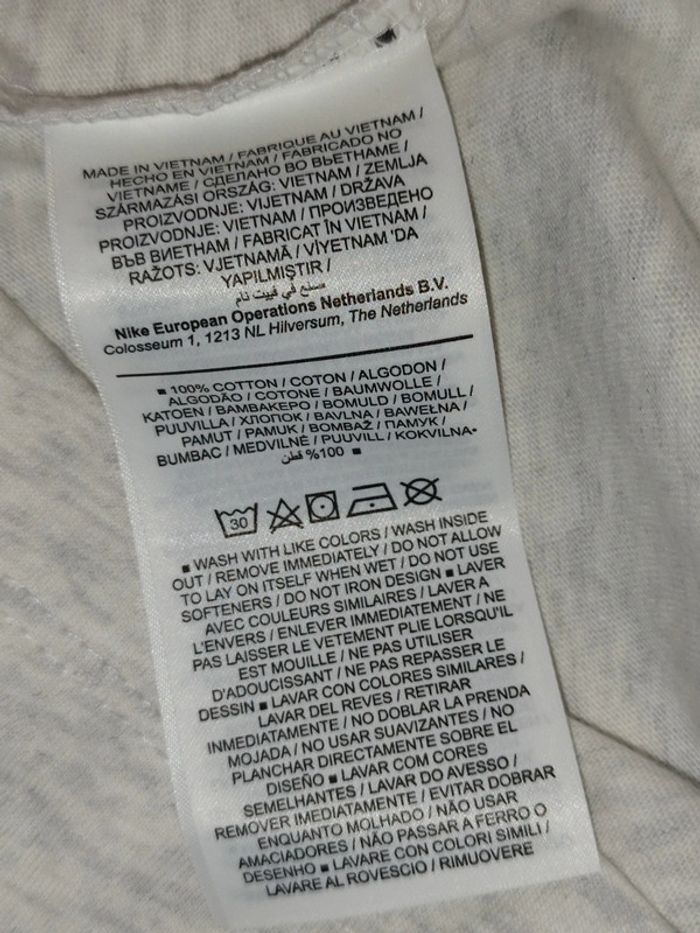 MADE IN VIETNAM / FABRIQUE AU VIETNAM /
HECHO EN VIETNAM / FABRICADO NO
VIETNAME / СДЕЛАНО ВО ВЬЕТНАМЕ /
SZÁRMAZÁSI ORSZÁG: VIETNAM / ZEMLJA
PROIZVODNJE: VIJETNAM / DRŽAVA
PROIZVODNJE: VIETNAM / ПРОИЗВЕДЕНО
ВЪВ ВИЕТНАМ / FABRICAT ÎN VIETNAM /
RAŽOTS: VJETNAMĀ / VİYETNAM 'DA
YAPILMIŞTIR /
صنع في فييت نام
Nike European Operations Netherlands B.V.
Colosseum 1, 1213 NL Hilversum, The Netherlands
■ 100% COTTON / COTON / ALGODON /
ALGODÃO / COTONE / BAUMWOLLE /
KATOEN / ΒΑΜΒΑΚΕΡΟ / BOMULD / BOMULL /
PUUVILLA / ХЛОПОК / BAVLNA / BAWEŁNA /
PAMUT / PAMUK / BOMBAŽ / ПАМУК /
BUMBAC / MEDVILNĖ / PUUVILL / KOKVILNA-
%100 قطن ■
30
■ WASH WITH LIKE COLORS / WASH INSIDE
OUT / REMOVE IMMEDIATELY / DO NOT ALLOW
TO LAY ON ITSELF WHEN WET / DO NOT USE
SOFTENERS / DO NOT IRON DESIGN ■ LAVER
AVEC COULEURS SIMILAIRES / LAVER A
L'ENVERS / ENLEVER IMMEDIATEMENT / NE
PAS LAISSER LE VETEMENT PLIE LORSQU'IL
EST MOUILLE / NE PAS UTILISER
D'ADOUCISSANT / NE PAS REPASSER LE
DESSIN ■ LAVAR CON COLORES SIMILARES /
LAVAR DEL REVES / RETIRAR
INMEDIATAMENTE / NO DOBLAR LA PRENDA
MOJADA / NO USAR SUAVIZANTES / NO
PLANCHAR DIRECTAMENTE SOBRE EL
DISEÑO ■ LAVAR COM CORES
SEMELHANTES / LAVAR DO AVESSO /
REMOVER IMEDIATAMENTE / EVITAR DOBRAR
ENQUANTO MOLHADO / NÃO USAR
AMACIADORES / NÃO PASSAR A FERRO O
DESENHO ■ LAVARE CON COLORI SIMILI /
LAVARE AL ROVESCIO / RIMUOVERE